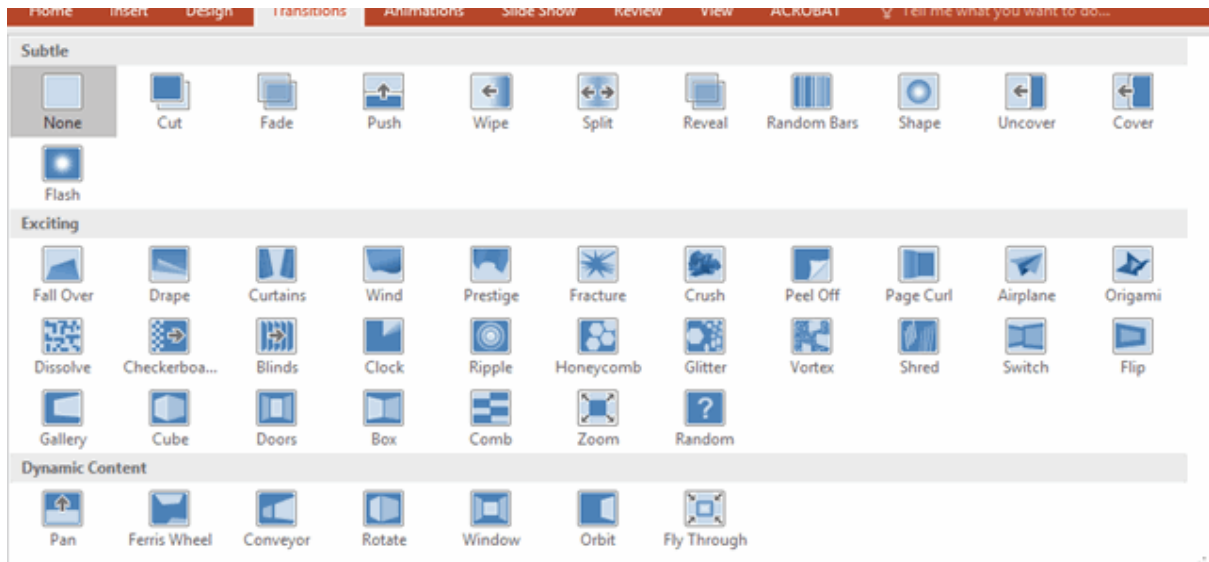 Home Insert Design Transitions Animations Slide Show Review View ACROBAT Tell me what you want to do...
Subtle
None Cut Fade Push Wipe Split Reveal Random Bars Shape Uncover Cover
Flash
Exciting
Fall Over Drape Curtains Wind Prestige Fracture Crush Peel Off Page Curl Airplane Origami
Dissolve Checkerboa... Blinds Clock Ripple Honeycomb Glitter Vortex Shred Switch Flip
Gallery Cube Doors Box Comb Zoom Random
Dynamic Content
Pan Ferris Wheel Conveyor Rotate Window Orbit Fly Through